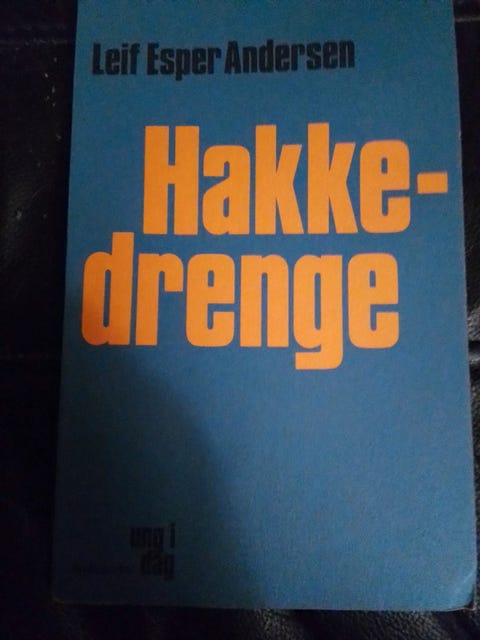 Leif Esper Andersen
Hakke-
drenge
ung i
dag